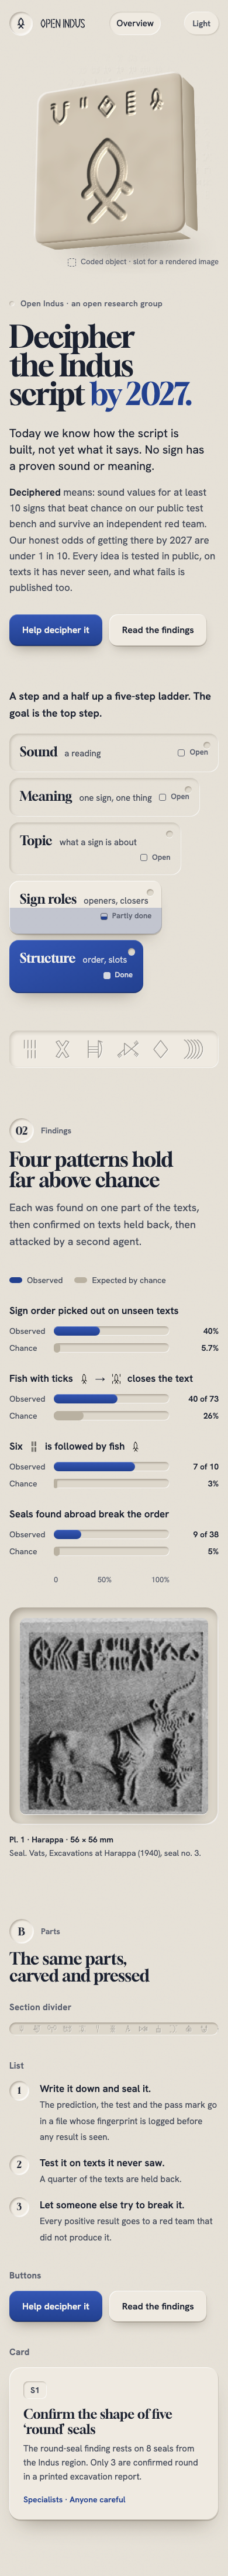 OPEN INDUS
Overview
Light
Coded object · slot for a rendered image
Open Indus · an open research group
Decipher
the Indus
script by 2027.
Today we know how the script is
built, not yet what it says. No sign has
a proven sound or meaning.
Deciphered means: sound values for at least
10 signs that beat chance on our public test
bench and survive an independent red team.
Our honest odds of getting there by 2027 are
under 1 in 10. Every idea is tested in public, on
texts it has never seen, and what fails is
published too.
Help decipher it
Read the findings
A step and a half up a five-step ladder. The
goal is the top step.
Sound a reading
Open
Meaning one sign, one thing
Open
Topic what a sign is about
Open
Sign roles openers, closers
Partly done
Structure order, slots
Done
02 Findings
Four patterns hold
far above chance
Each was found on one part of the texts,
then confirmed on texts held back, then
attacked by a second agent.
Observed Expected by chance
Sign order picked out on unseen texts
Observed 40%
Chance 5.7%
Fish with ticks → closes the text
Observed 40 of 73
Chance 26%
Six is followed by fish
Observed 7 of 10
Chance 3%
Seals found abroad break the order
Observed 9 of 38
Chance 5%
0 50% 100%
Pl. 1 · Harappa · 56 × 56 mm
Seal. Vats, Excavations at Harappa (1940), seal no. 3.
B Parts
The same parts,
carved and pressed
Section divider
List
1 Write it down and seal it.
The prediction, the test and the pass mark go
in a file whose fingerprint is logged before
any result is seen.
2 Test it on texts it never saw.
A quarter of the texts are held back.
3 Let someone else try to break it.
Every positive result goes to a red team that
did not produce it.
Buttons
Help decipher it
Read the findings
Card
S1
Confirm the shape of five
‘round’ seals
The round-seal finding rests on 8 seals from
the Indus region. Only 3 are confirmed round
in a printed excavation report.
Specialists · Anyone careful